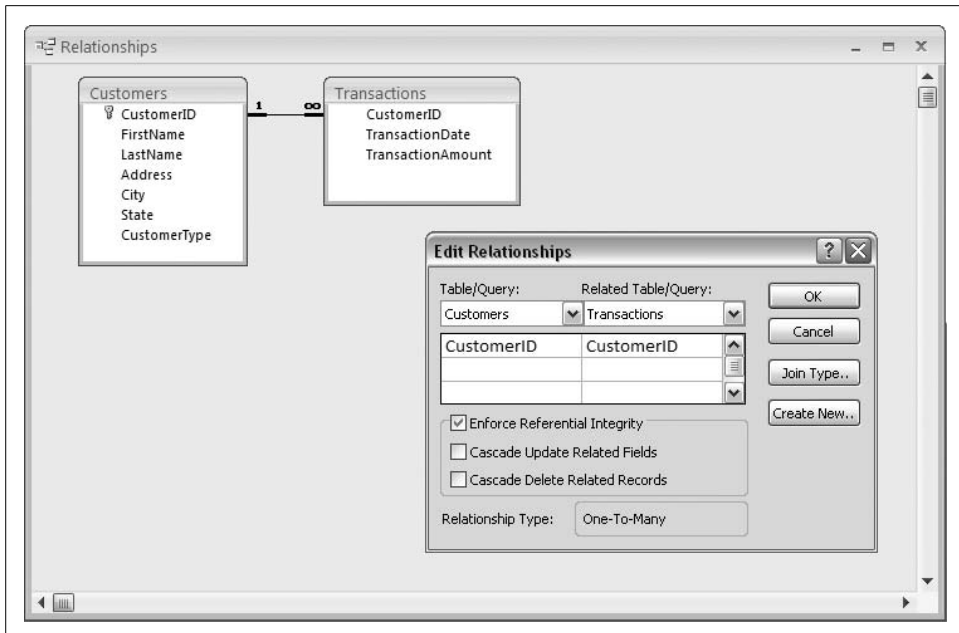 Relationships
Customers
CustomerID
FirstName
LastName
Address
City
State
CustomerType
1 ∞
Transactions
CustomerID
TransactionDate
TransactionAmount
Edit Relationships
Table/Query: Related Table/Query:
Customers Transactions
CustomerID CustomerID
Enforce Referential Integrity
Cascade Update Related Fields
Cascade Delete Related Records
Relationship Type: One-To-Many
OK
Cancel
Join Type..
Create New..